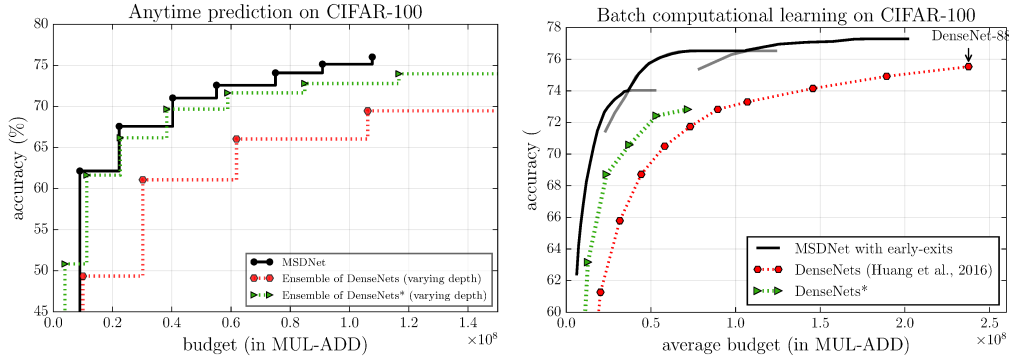 Anytime prediction on CIFAR-100
80
75
70
65
60
55
50
45
accuracy (%)
MSDNet
Ensemble of DenseNets (varying depth)
Ensemble of DenseNets* (varying depth)
0.0 0.2 0.4 0.6 0.8 1.0 1.2 1.4
×10⁸
budget (in MUL-ADD)
Batch computational learning on CIFAR-100
78
76
74
72
70
68
66
64
62
60
accuracy (
DenseNet-88
MSDNet with early-exits
DenseNets (Huang et al., 2016)
DenseNets*
0.0 0.5 1.0 1.5 2.0 2.5
×10⁸
average budget (in MUL-ADD)